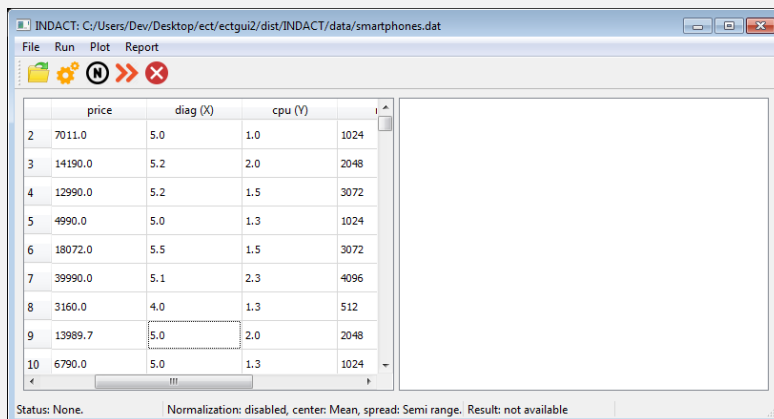 INDACT: C:/Users/Dev/Desktop/ect/ectgui2/dist/INDACT/data/smartphones.dat
File Run Plot Report
N
price diag (X) cpu (Y)
2 7011.0 5.0 1.0 1024
3 14190.0 5.2 2.0 2048
4 12990.0 5.2 1.5 3072
5 4990.0 5.0 1.3 1024
6 18072.0 5.5 1.5 3072
7 39990.0 5.1 2.3 4096
8 3160.0 4.0 1.3 512
9 13989.7 5.0 2.0 2048
10 6790.0 5.0 1.3 1024
Status: None. Normalization: disabled, center: Mean, spread: Semi range. Result: not available